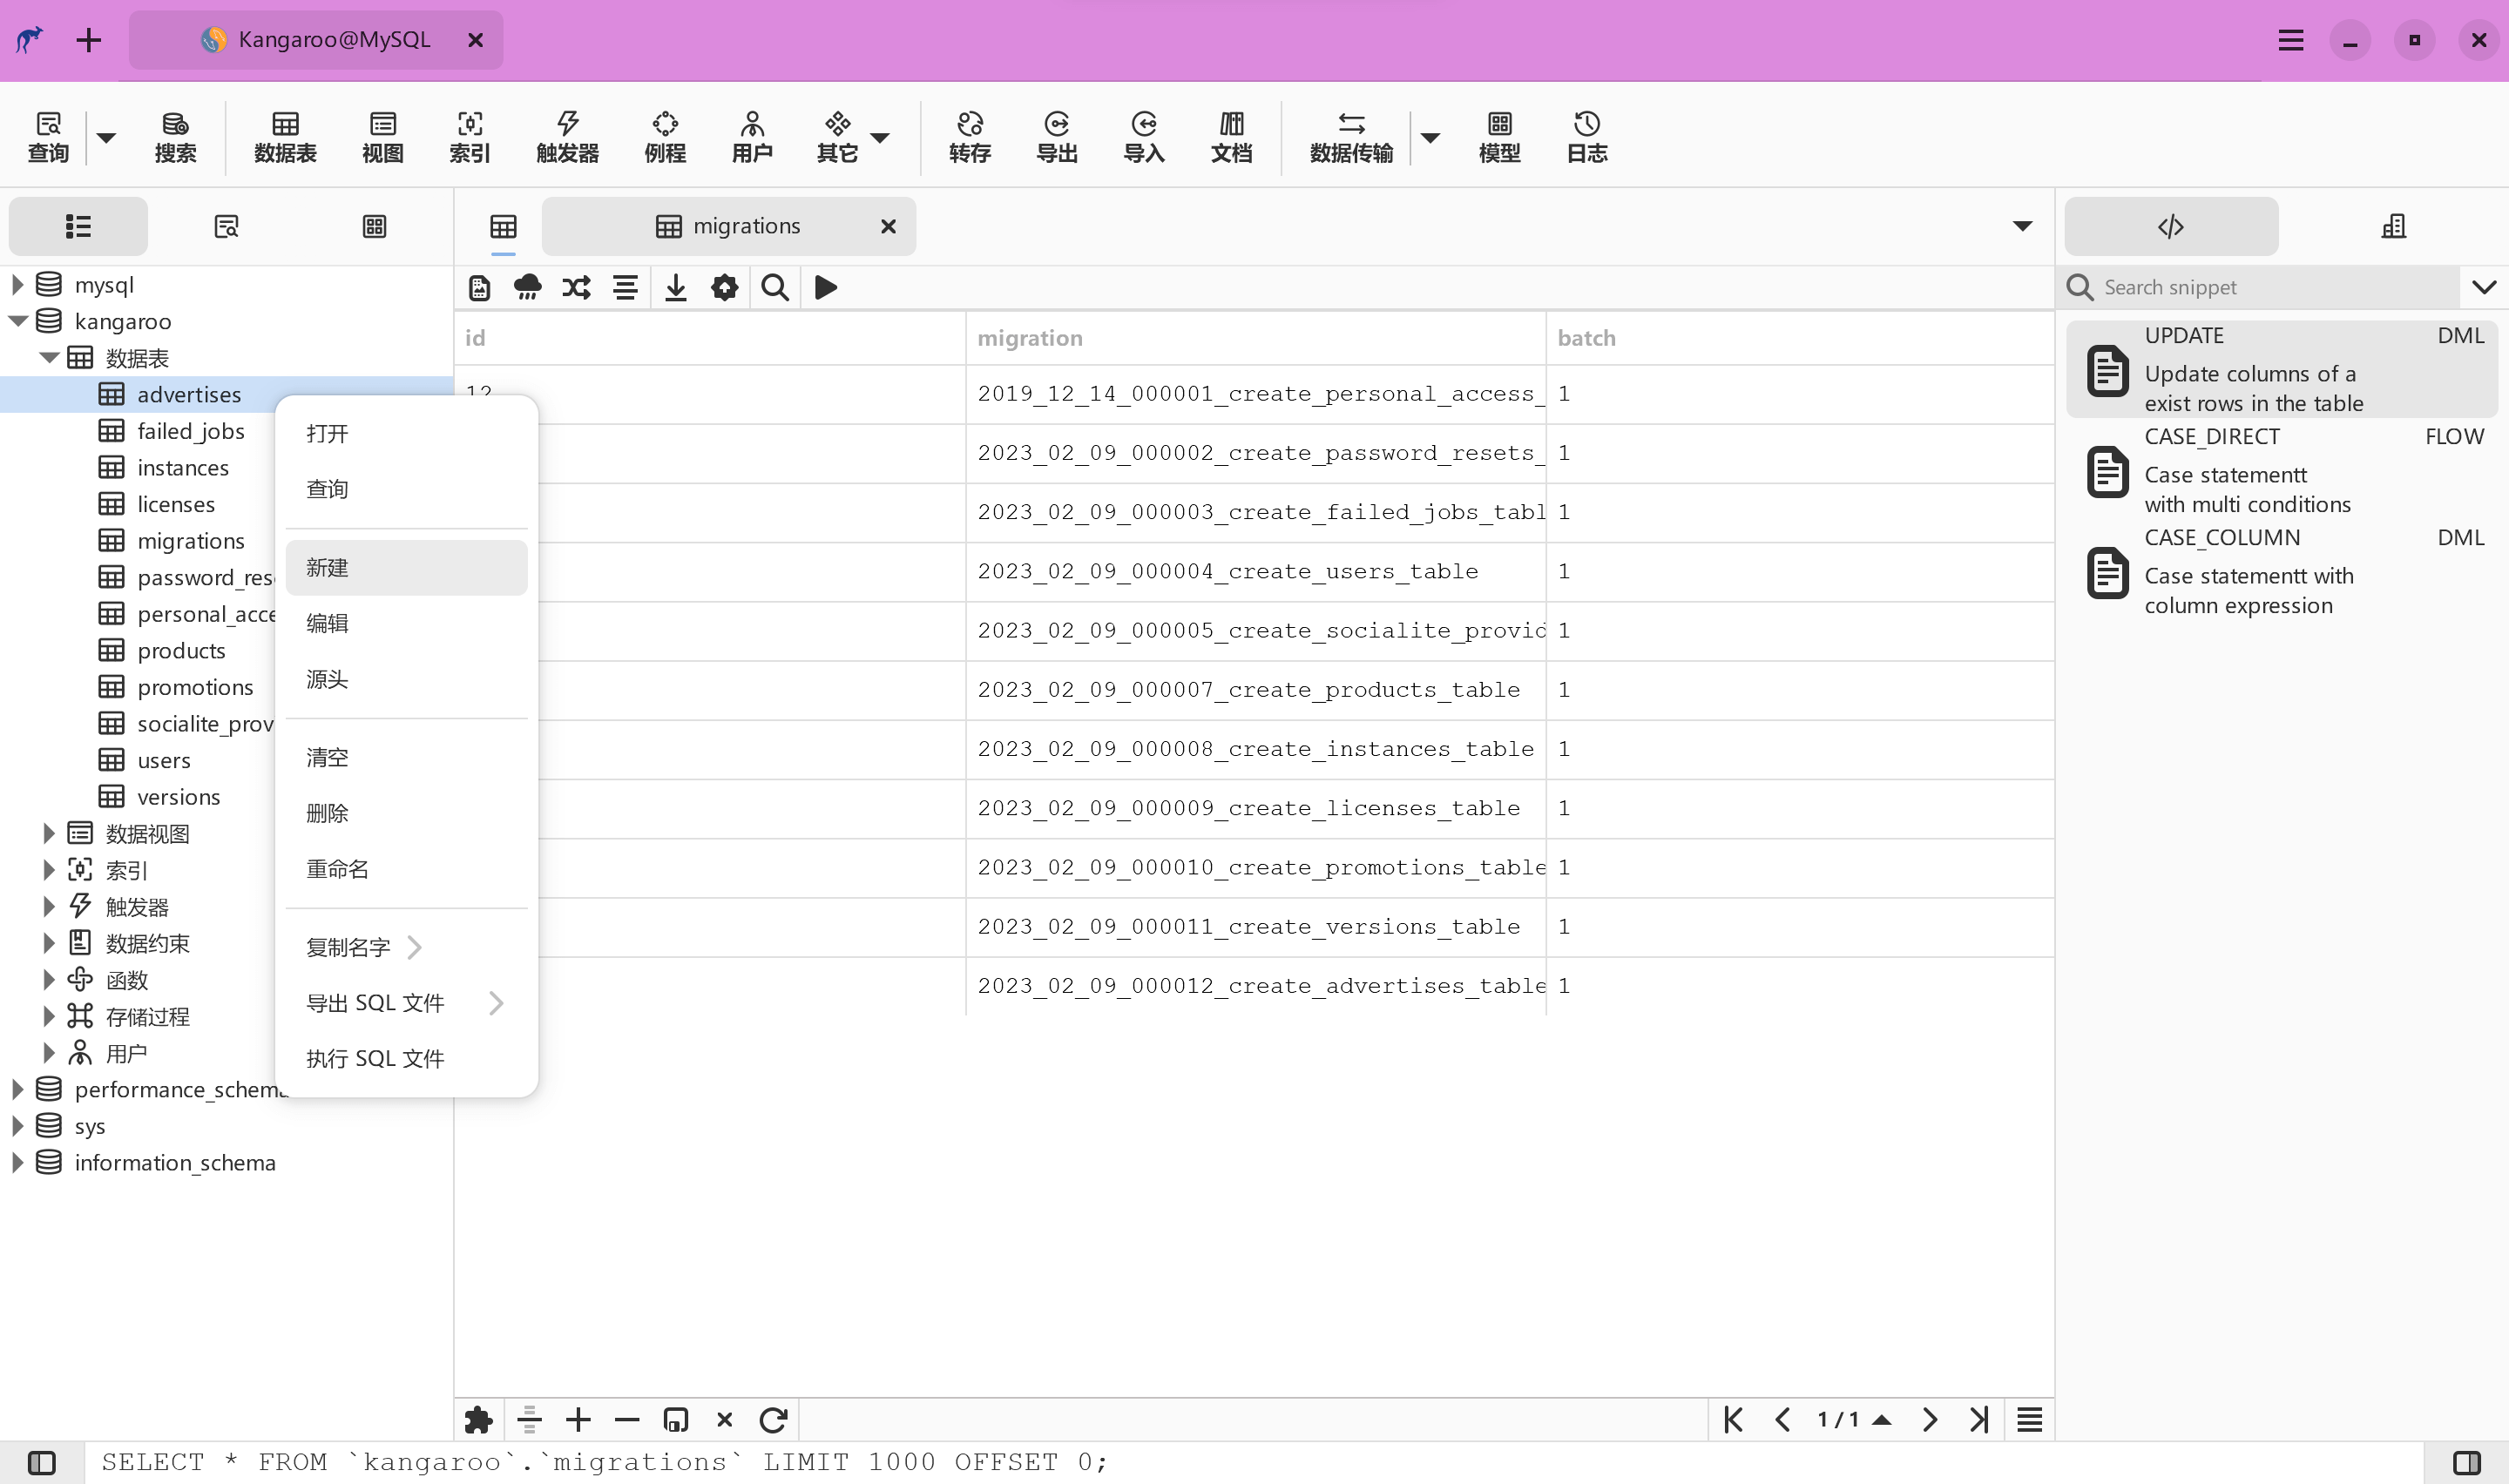 Kangaroo@MySQL
查询
搜索
数据表
视图
索引
触发器
例程
用户
其它
转存
导出
导入
文档
数据传输
模型
日志
mysql
kangaroo
数据表
advertises
failed_jobs
instances
licenses
migrations
password_res
personal_acce
products
promotions
socialite_prov
users
versions
数据视图
索引
触发器
数据约束
函数
存储过程
用户
performance_schema
sys
information_schema
打开
查询
新建
编辑
源头
清空
删除
重命名
复制名字
导出 SQL 文件
执行 SQL 文件
migrations
id migration batch
12 2019_12_14_000001_create_personal_access_ 1
2023_02_09_000002_create_password_resets_ 1
2023_02_09_000003_create_failed_jobs_tabl 1
2023_02_09_000004_create_users_table 1
2023_02_09_000005_create_socialite_provid 1
2023_02_09_000007_create_products_table 1
2023_02_09_000008_create_instances_table 1
2023_02_09_000009_create_licenses_table 1
2023_02_09_000010_create_promotions_table 1
2023_02_09_000011_create_versions_table 1
2023_02_09_000012_create_advertises_table 1
1 / 1
Search snippet
UPDATE DML
Update columns of a
exist rows in the table
CASE_DIRECT FLOW
Case statementt
with multi conditions
CASE_COLUMN DML
Case statementt with
column expression
SELECT * FROM `kangaroo`.`migrations` LIMIT 1000 OFFSET 0;